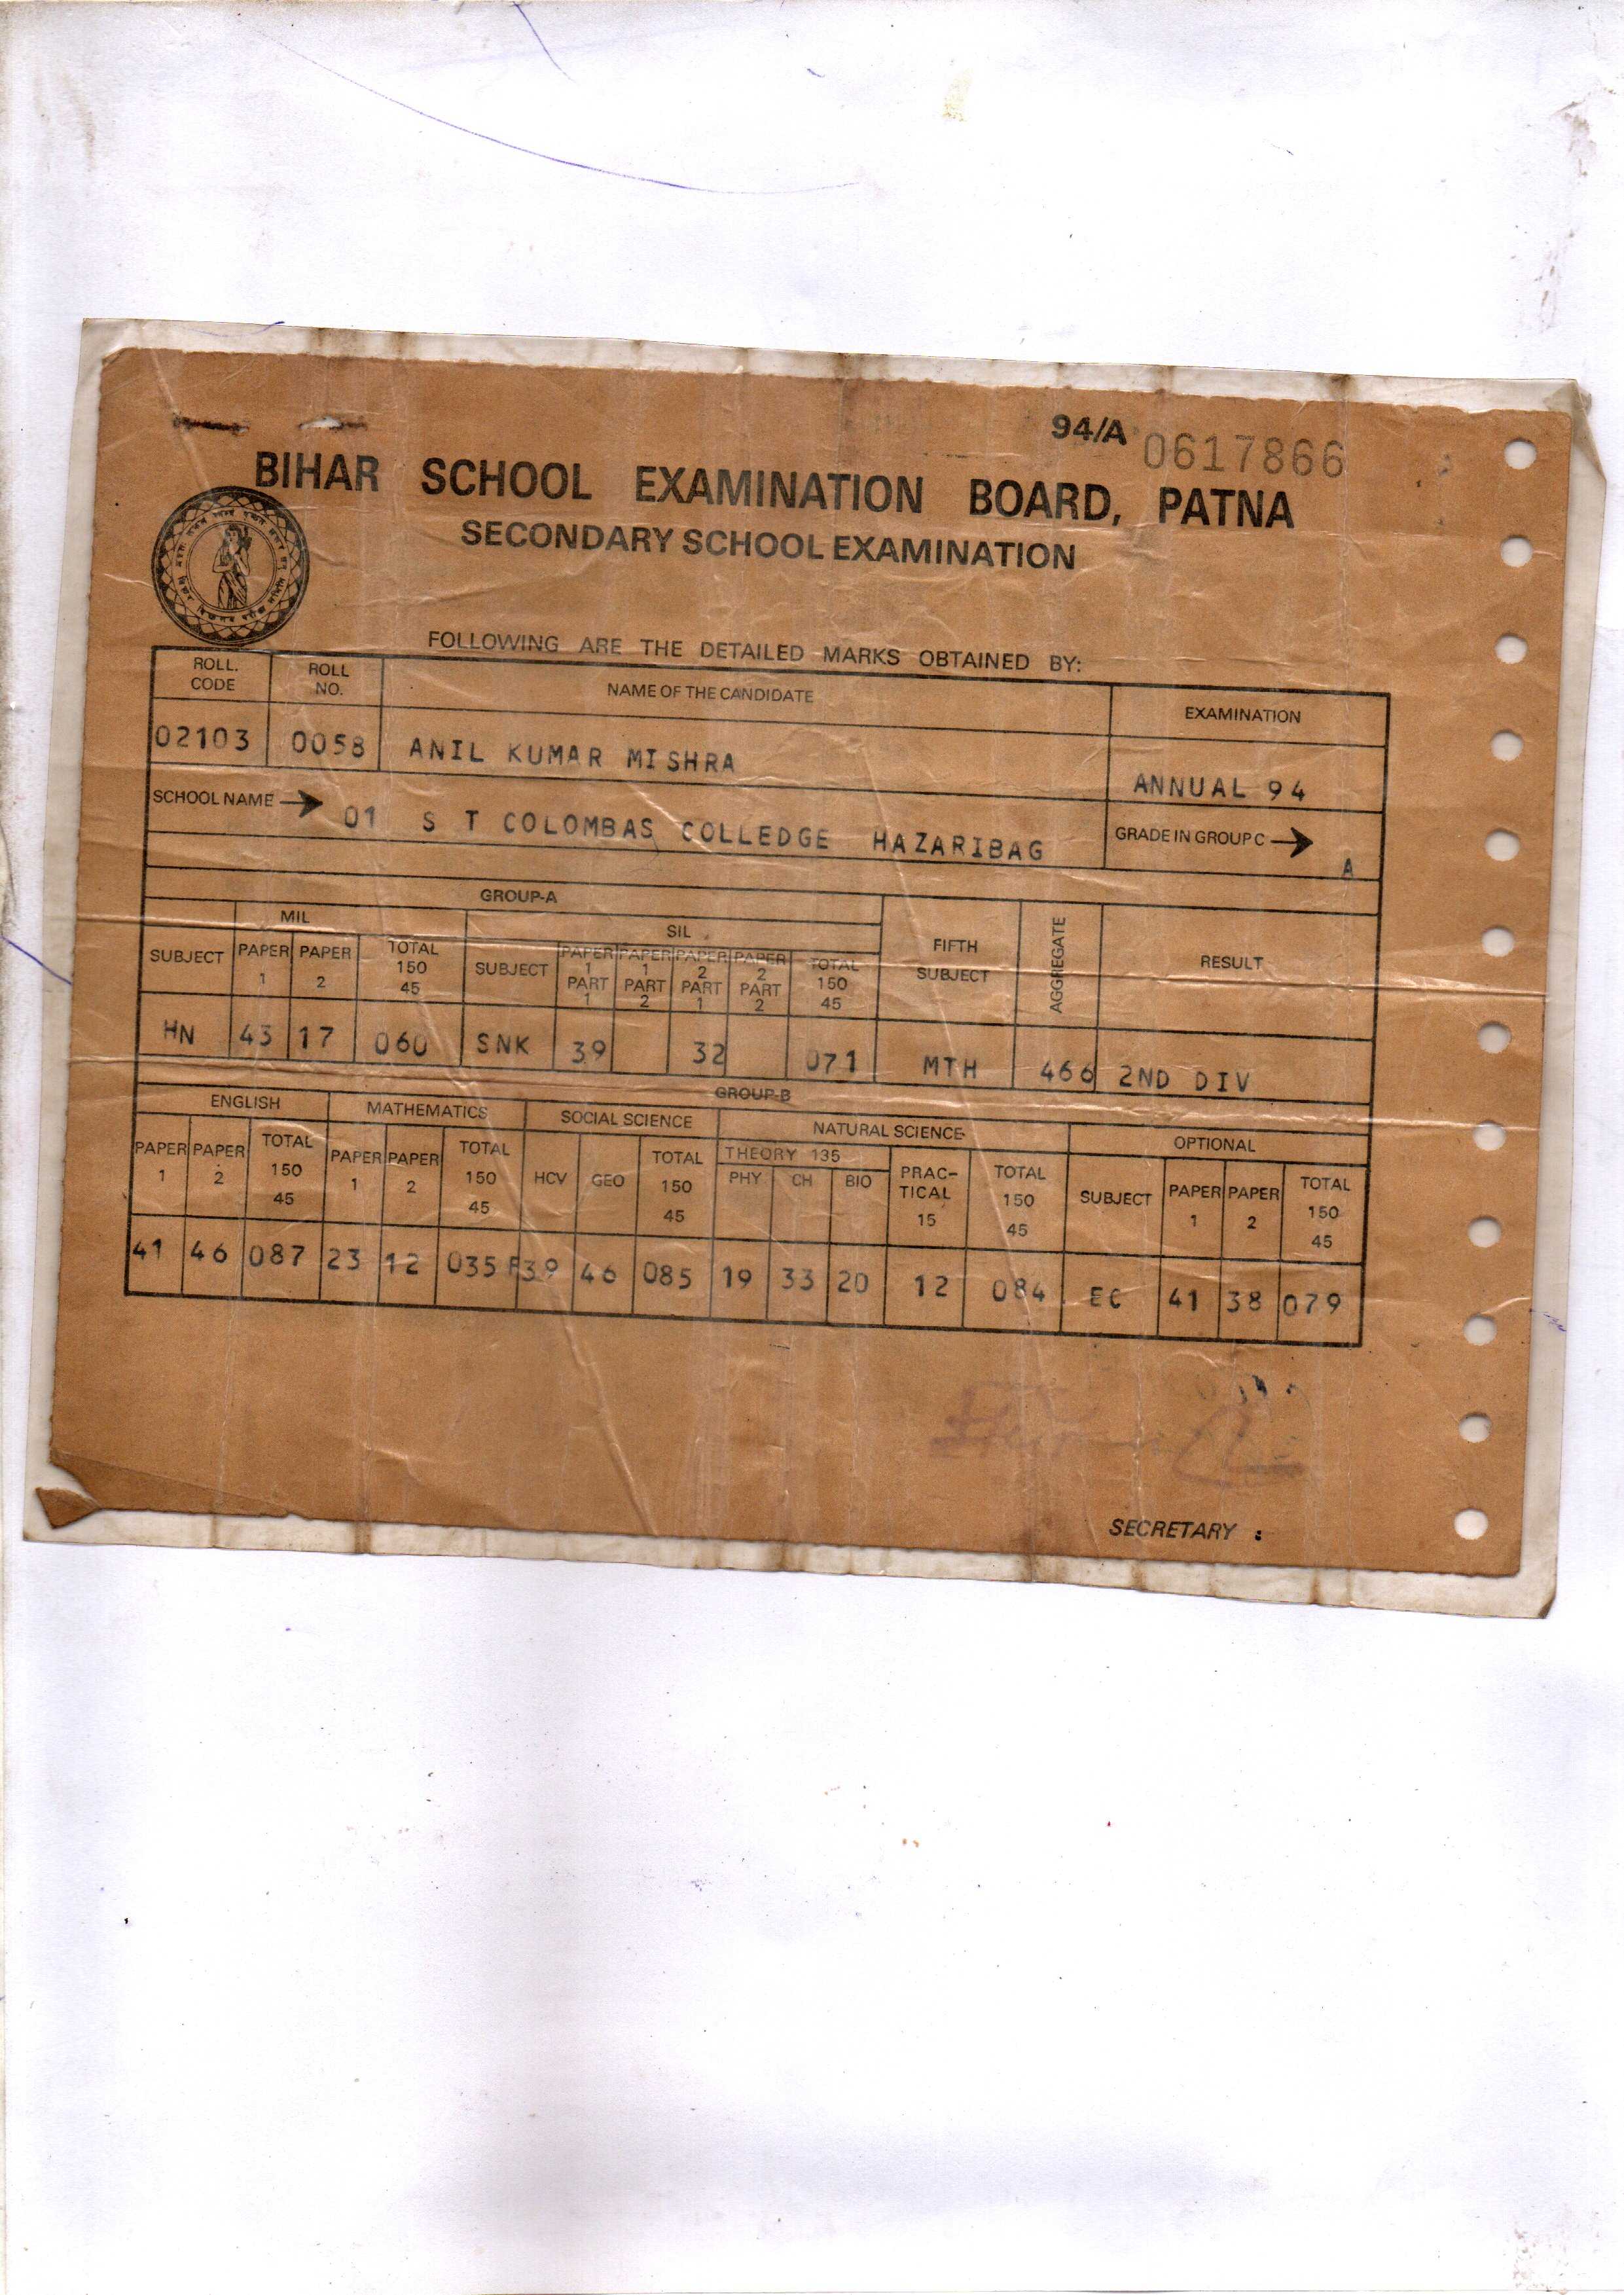 94/A 0617866
BIHAR SCHOOL EXAMINATION BOARD, PATNA
SECONDARY SCHOOL EXAMINATION
FOLLOWING ARE THE DETAILED MARKS OBTAINED BY:
ROLL. CODE ROLL NO. NAME OF THE CANDIDATE EXAMINATION
02103 0058 ANIL KUMAR MISHRA ANNUAL 94
SCHOOL NAME → 01 S T COLOMBAS COLLEDGE HAZARIBAG GRADE IN GROUP C → A
GROUP-A
MIL SIL FIFTH SUBJECT AGGREGATE RESULT
SUBJECT PAPER 1 PAPER 2 TOTAL 150 45 SUBJECT PAPER 1 PART 1 PAPER 1 PART 2 PAPER 2 PART 1 PAPER 2 PART 2 TOTAL 150 45
HN 43 17 060 SNK 39 32 071 MTH 466 2ND DIV
GROUP-B
ENGLISH MATHEMATICS SOCIAL SCIENCE NATURAL SCIENCE OPTIONAL
PAPER 1 PAPER 2 TOTAL 150 45 PAPER 1 PAPER 2 TOTAL 150 45 HCV GEO TOTAL 150 45 THEORY 135 PHY CH BIO PRAC-TICAL 15 TOTAL 150 45 SUBJECT PAPER 1 PAPER 2 TOTAL 150 45
41 46 087 23 12 035 F 39 46 085 19 33 20 12 084 EC 41 38 079
SECRETARY :